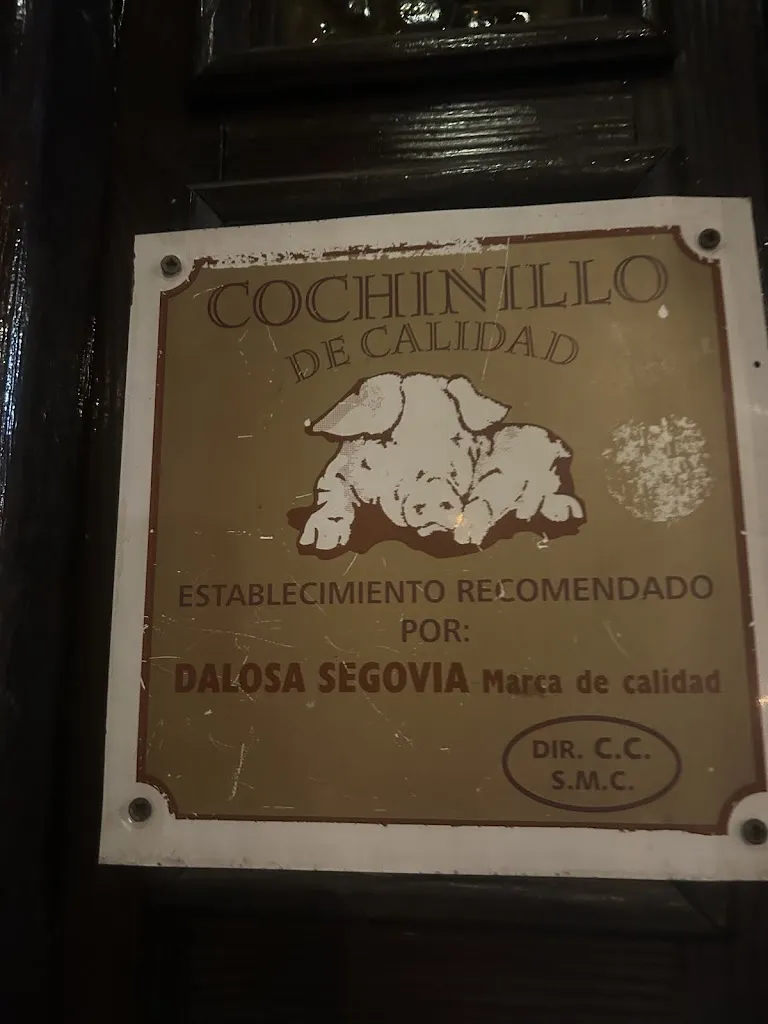 COCHINILLO
DE CALIDAD
ESTABLECIMIENTO RECOMENDADO
POR:
DALOSA SEGOVIA Marca de calidad
DIR. C.C.
S.M.C.